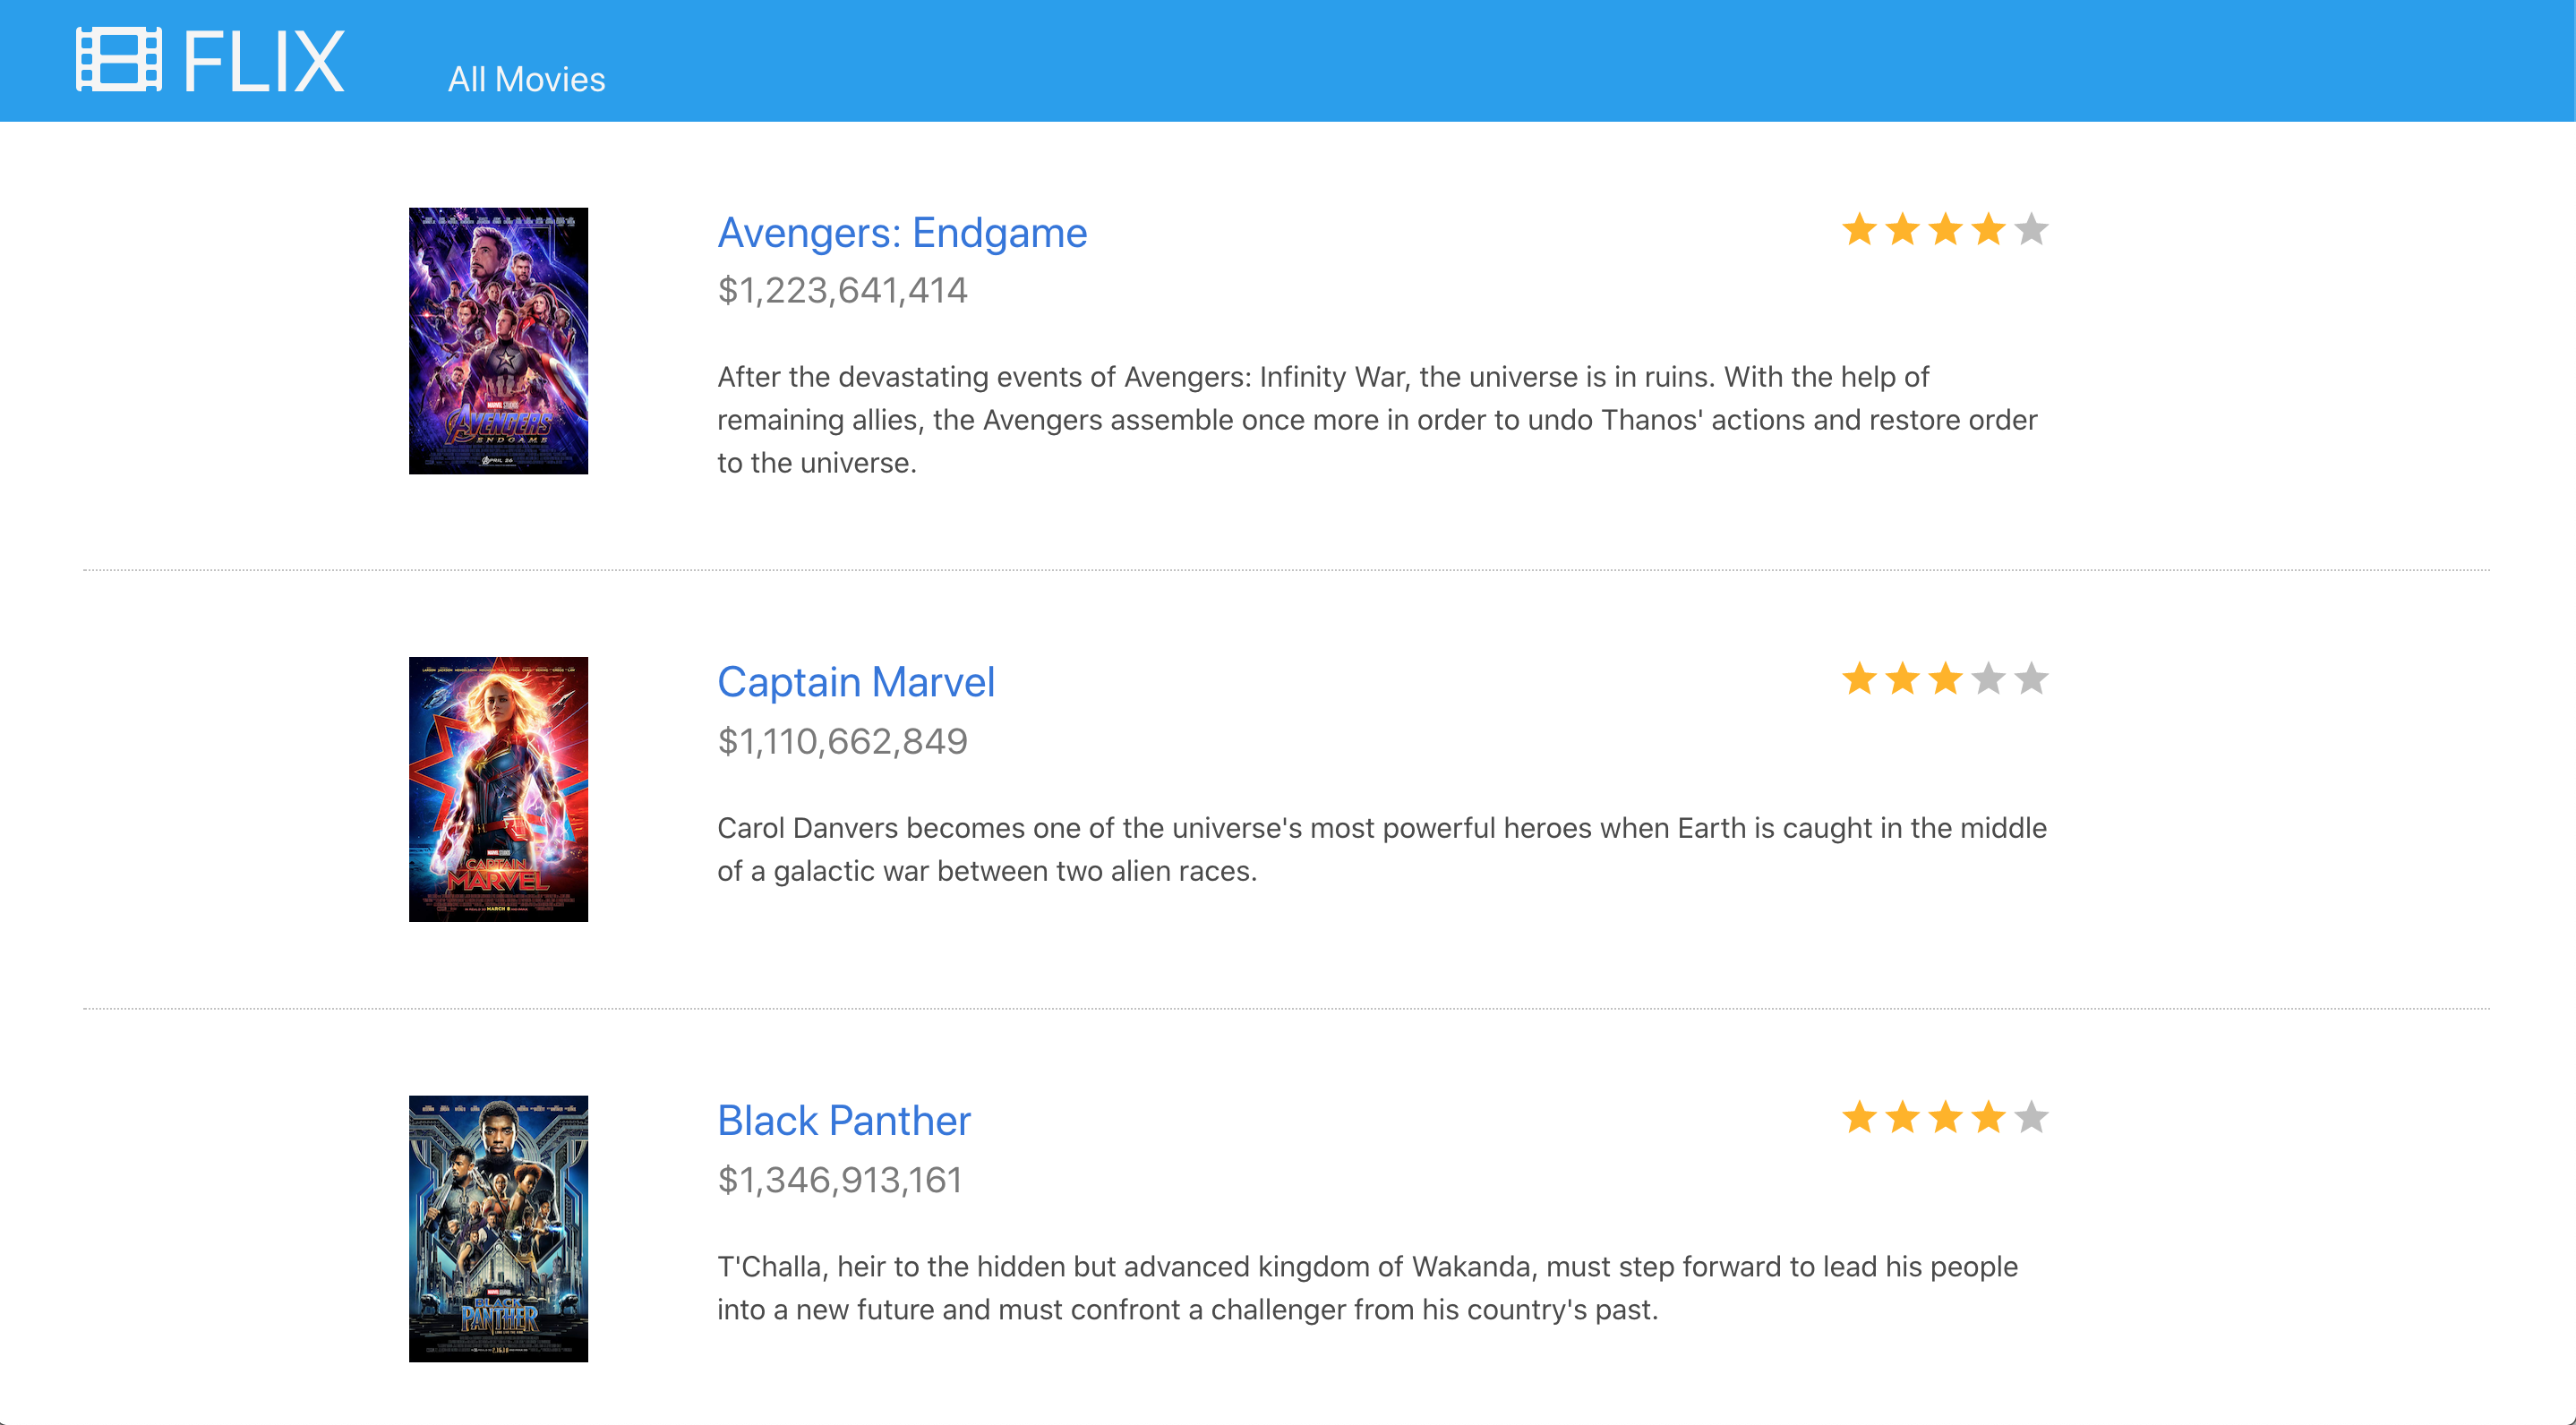 FLIX
All Movies
Avengers: Endgame
$1,223,641,414
After the devastating events of Avengers: Infinity War, the universe is in ruins. With the help of
remaining allies, the Avengers assemble once more in order to undo Thanos' actions and restore order
to the universe.
MARVEL STUDIOS
AVENGERS
ENDGAME
APRIL 26
Captain Marvel
$1,110,662,849
Carol Danvers becomes one of the universe's most powerful heroes when Earth is caught in the middle
of a galactic war between two alien races.
CAPTAIN
MARVEL
MARCH 8
Black Panther
$1,346,913,161
T'Challa, heir to the hidden but advanced kingdom of Wakanda, must step forward to lead his people
into a new future and must confront a challenger from his country's past.
BLACK
PANTHER